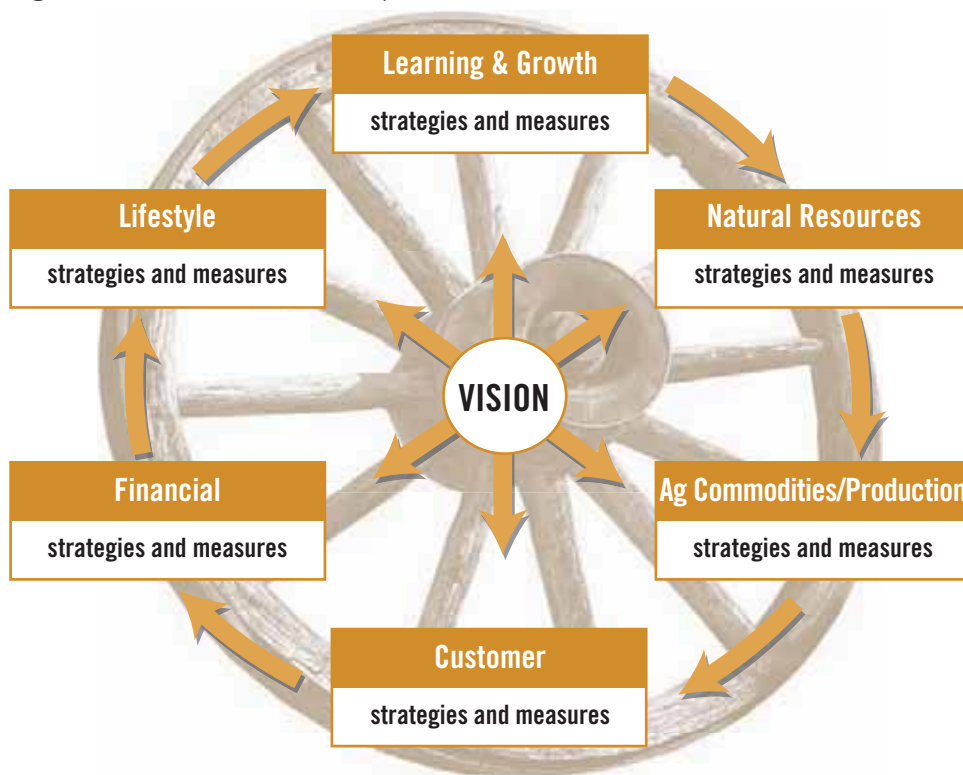 Learning & Growth
strategies and measures
Lifestyle
strategies and measures
Natural Resources
strategies and measures
VISION
Financial
strategies and measures
Ag Commodities/Production
strategies and measures
Customer
strategies and measures